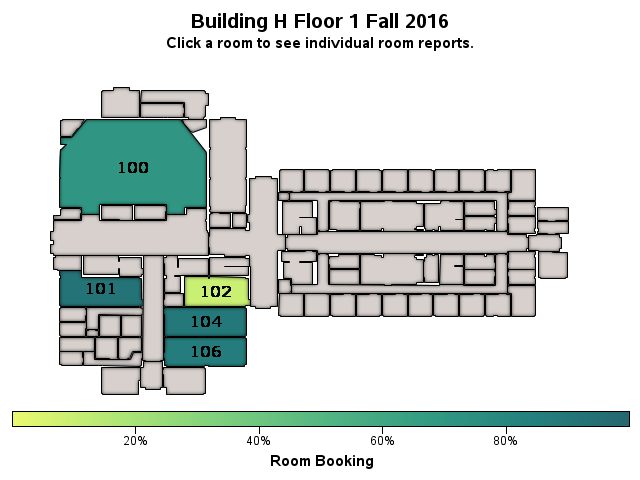 Building H Floor 1 Fall 2016
Click a room to see individual room reports.
100
101
102
104
106
20% 40% 60% 80%
Room Booking